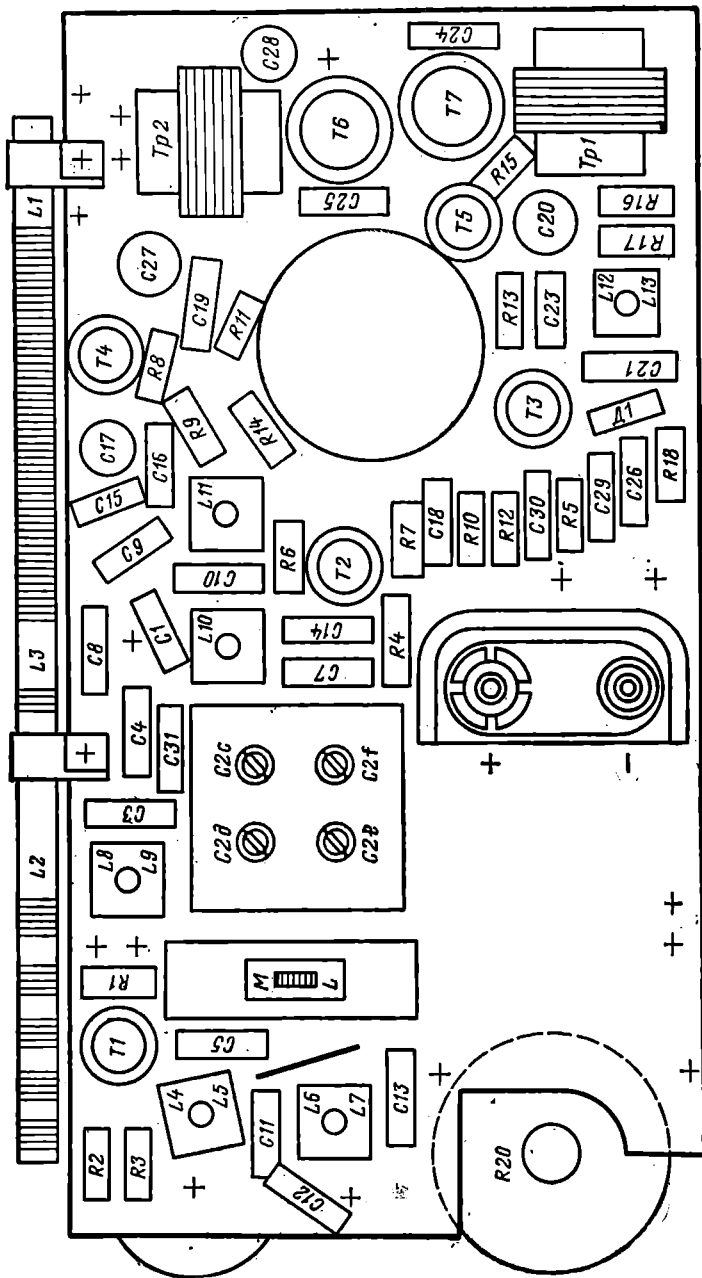 C28
C24
T6
T7
Tp2
Tp1
R15
C25
T5
C20
R16
R17
L1
C27
C19
R11
R13
C23
L12
L13
T4
R8
R9
R14
C21
T3
Д1
C17
C16
C15
L11
R7
C18
R10
R12
C30
R5
C29
C26
R18
C9
C10
R6
T2
L3
C8
C1
L10
C14
C7
R4
C4
C31
C2c
C2f
+
-
C3
C2d
C2e
L2
L8
L9
R1
M
L
T1
C5
L4
L5
L6
L7
C13
C11
R2
R3
C12
R20